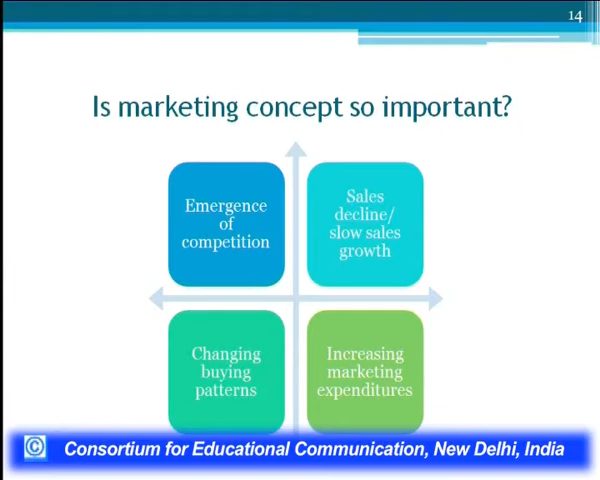 14
Is marketing concept so important?
Emergence
of
competition
Sales
decline/
slow sales
growth
Changing
buying
patterns
Increasing
marketing
expenditures
© Consortium for Educational Communication, New Delhi, India